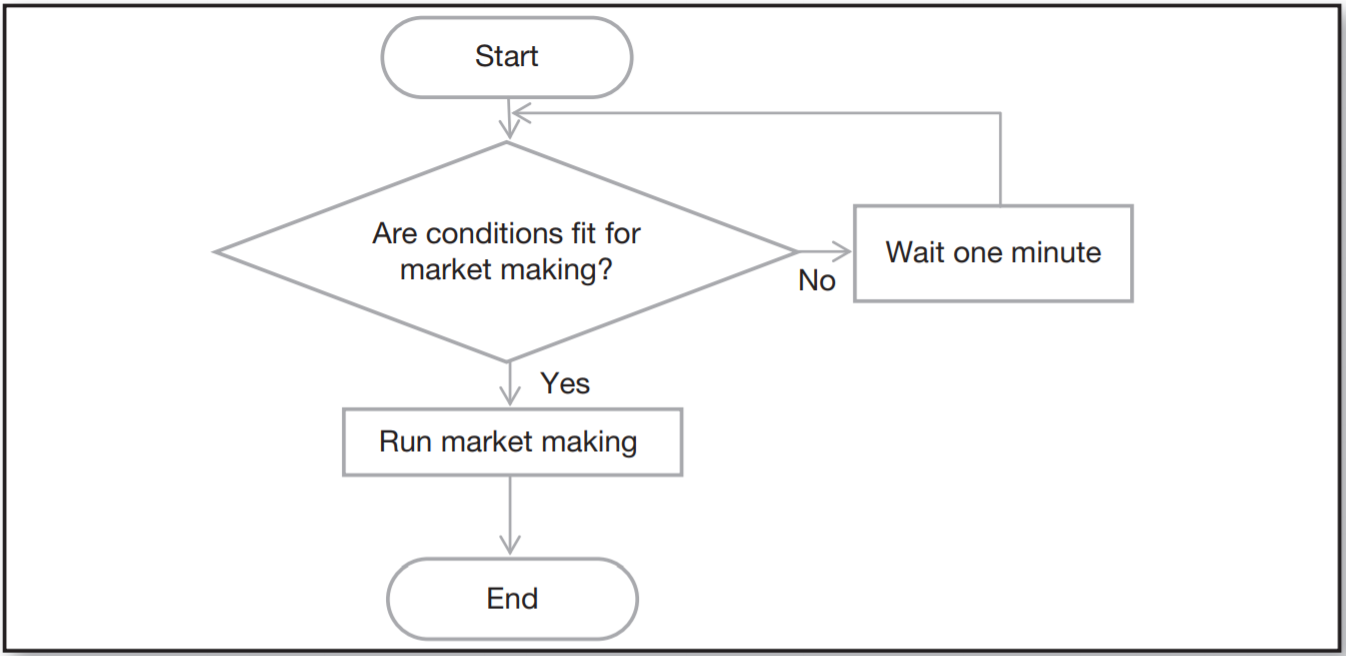 Start
Are conditions fit for
market making?
No
Wait one minute
Yes
Run market making
End